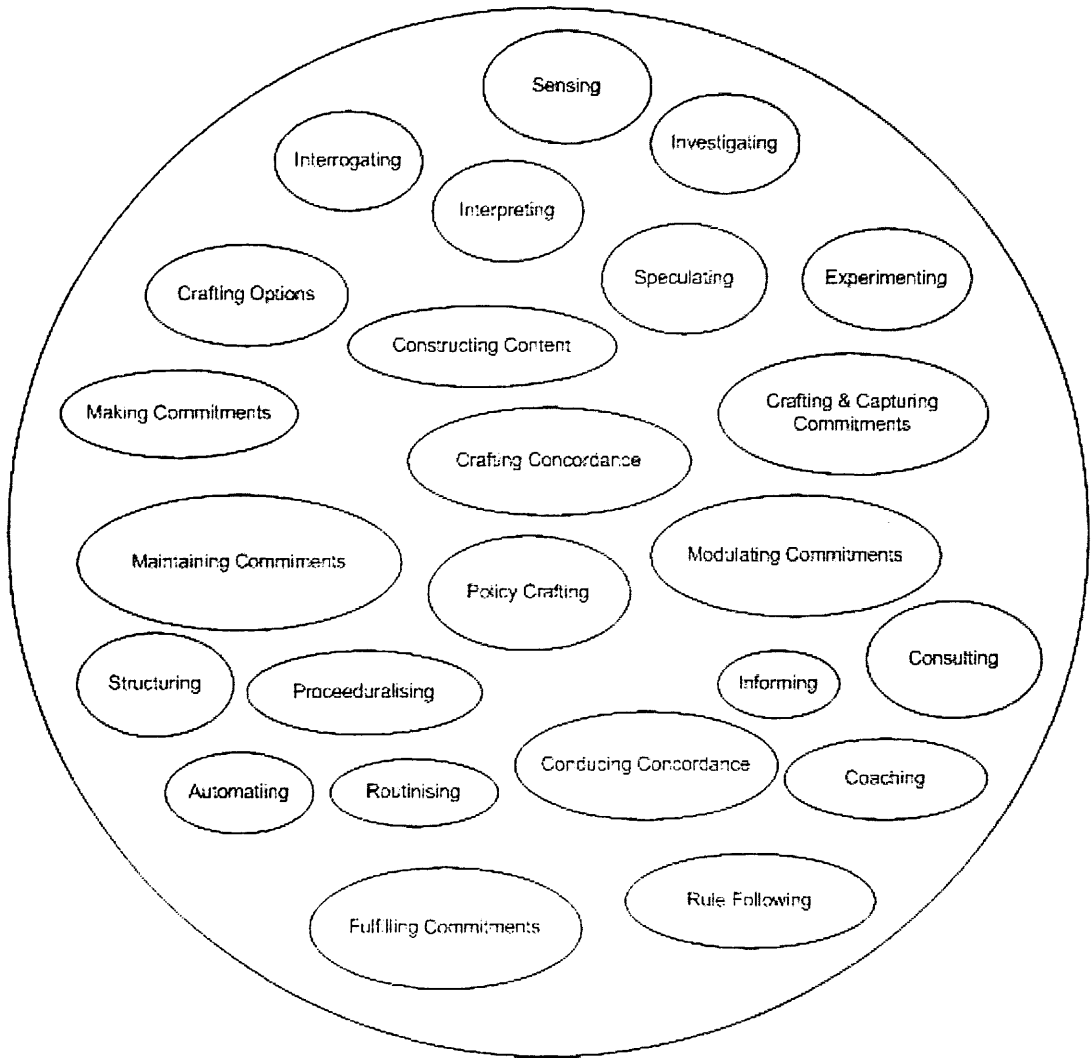 Sensing
Investigating
Interrogating
Interpreting
Speculating
Experimenting
Crafting Options
Constructing Content
Making Commitments
Crafting & Capturing
Commitments
Crafting Concordance
Maintaining Commiments
Modulating Commitments
Policy Crafting
Consulting
Structuring
Proceeduralising
Informing
Conducing Concordance
Coaching
Automatiing
Routinising
Rule Following
Fulfilling Commitments